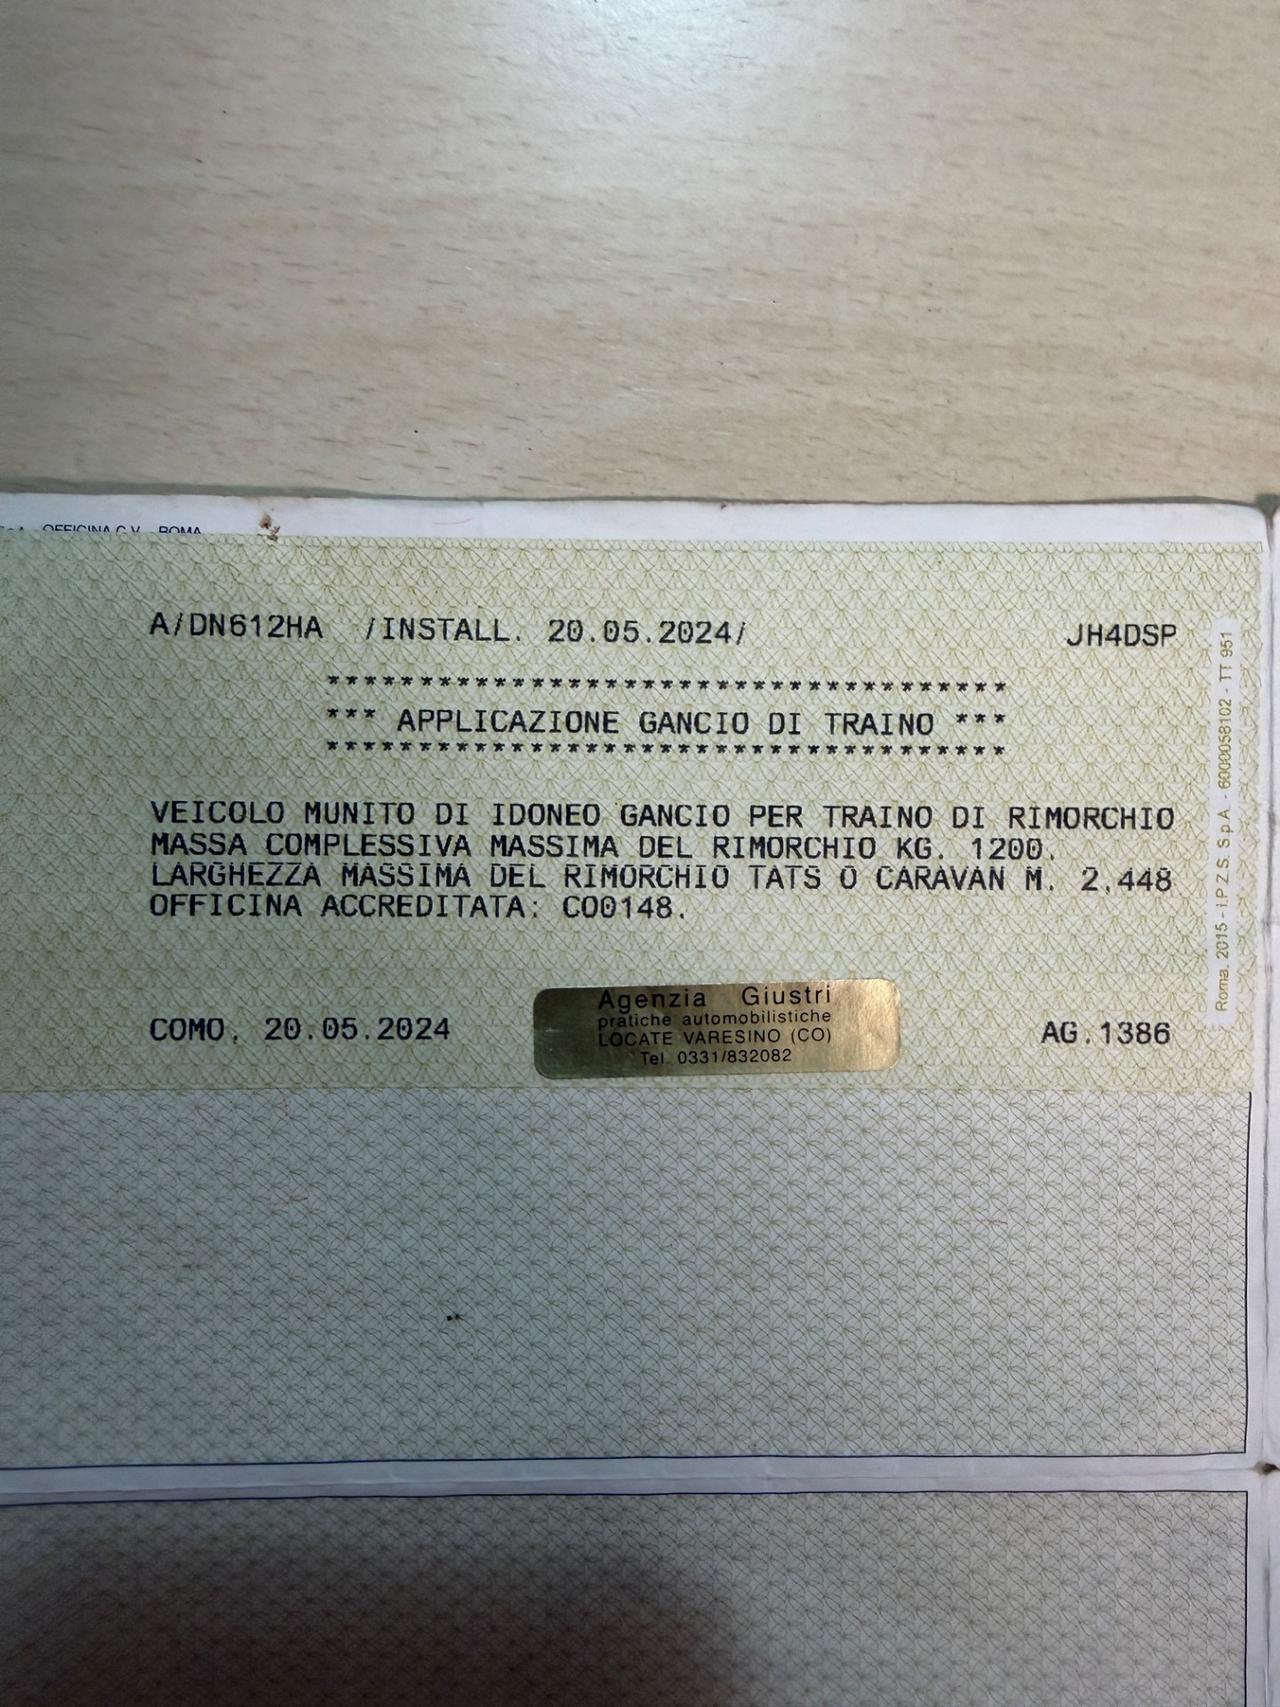 OFFICINA C.V. - ROMA
A/DN612HA /INSTALL. 20.05.2024/ JH4DSP
*************************************
*** APPLICAZIONE GANCIO DI TRAINO ***
*************************************
VEICOLO MUNITO DI IDONEO GANCIO PER TRAINO DI RIMORCHIO
MASSA COMPLESSIVA MASSIMA DEL RIMORCHIO KG. 1200.
LARGHEZZA MASSIMA DEL RIMORCHIO TATS O CARAVAN M. 2,448
OFFICINA ACCREDITATA: CO0148.
Agenzia Giustri
pratiche automobilistiche
LOCATE VARESINO (CO)
Tel. 0331/832082
COMO, 20.05.2024 AG.1386
Roma, 2015 - I.P.Z.S. S.p.A. - 6000058102 - TT 951